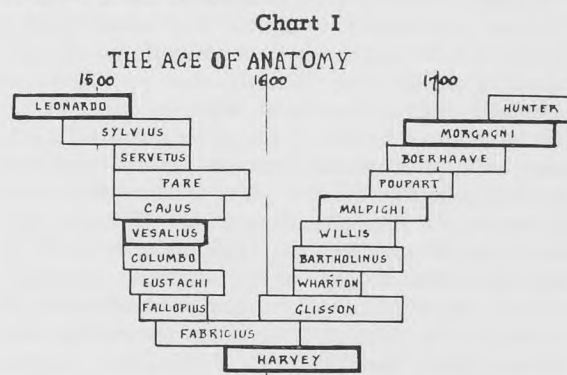 Chart I
THE AGE OF ANATOMY
1500 1600 1700
LEONARDO HUNTER
SYLVIUS MORGAGNI
SERVETUS BOERHAAVE
PARE POUPART
CAJUS MALPIGHI
VESALIUS WILLIS
COLUMBO BARTHOLINUS
EUSTACHI WHARTON
FALLOPIUS GLISSON
FABRICIUS
HARVEY